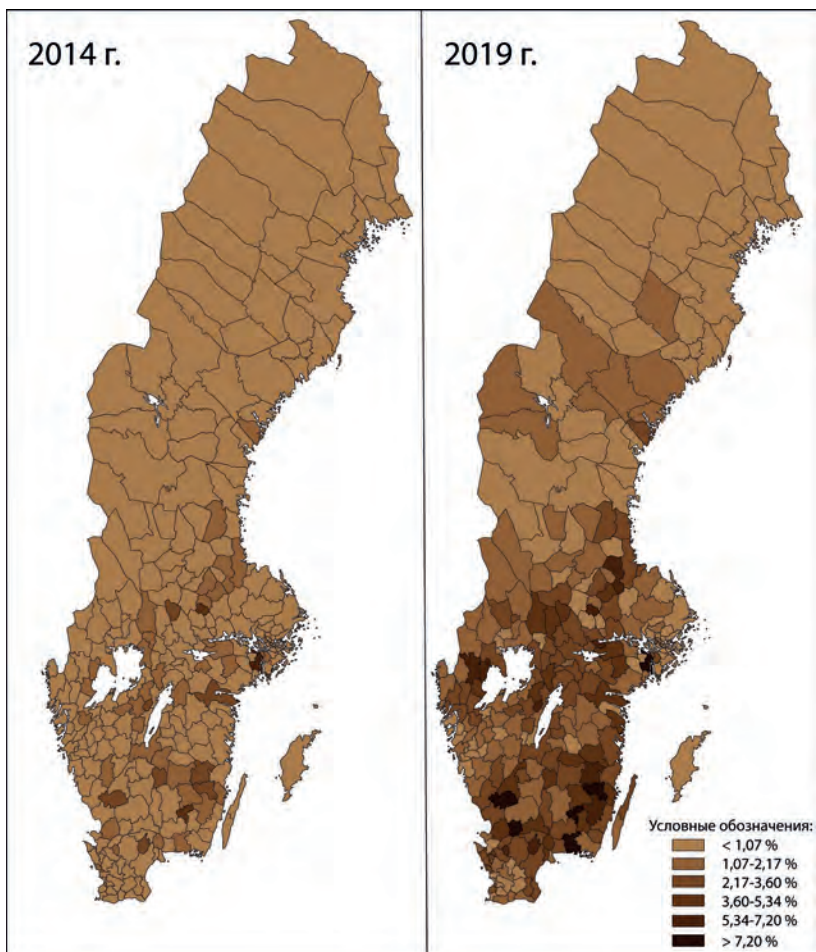 2014 г.
2019 г.
Условные обозначения:
< 1,07 %
1,07-2,17 %
2,17-3,60 %
3,60-5,34 %
5,34-7,20 %
> 7,20 %